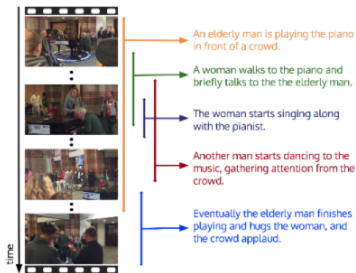 An elderly man is playing the piano
in front of a crowd.
A woman walks to the piano and
briefly talks to the the elderly man.
The woman starts singing along
with the pianist.
Another man starts dancing to the
music, gathering attention from the
crowd.
Eventually the elderly man finishes
playing and hugs the woman, and
the crowd applaud.
time